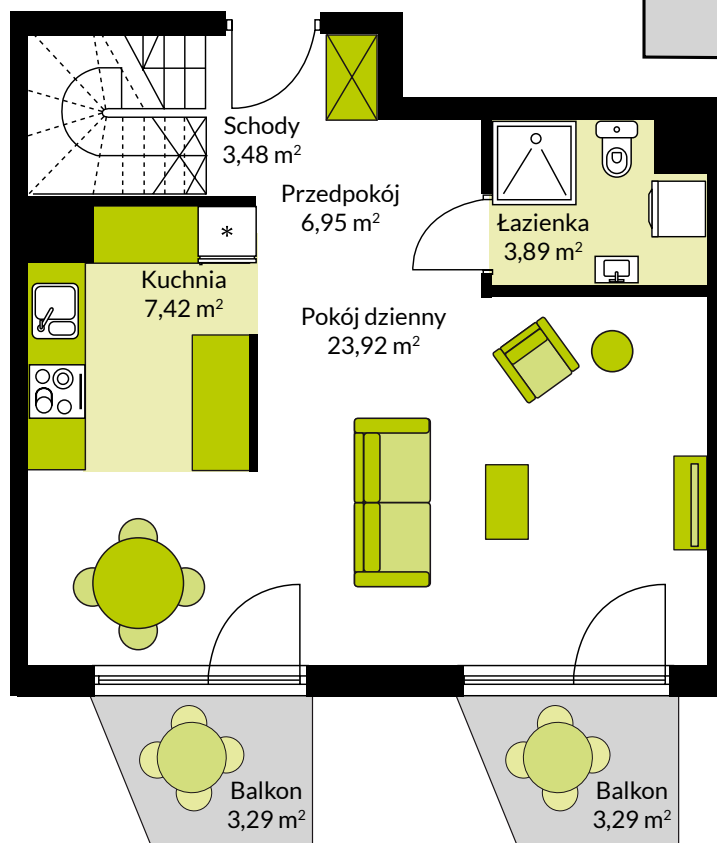 Schody
3,48 m²
Przedpokój
6,95 m²
Łazienka
3,89 m²
*
Kuchnia
7,42 m²
Pokój dzienny
23,92 m²
Balkon
3,29 m²
Balkon
3,29 m²